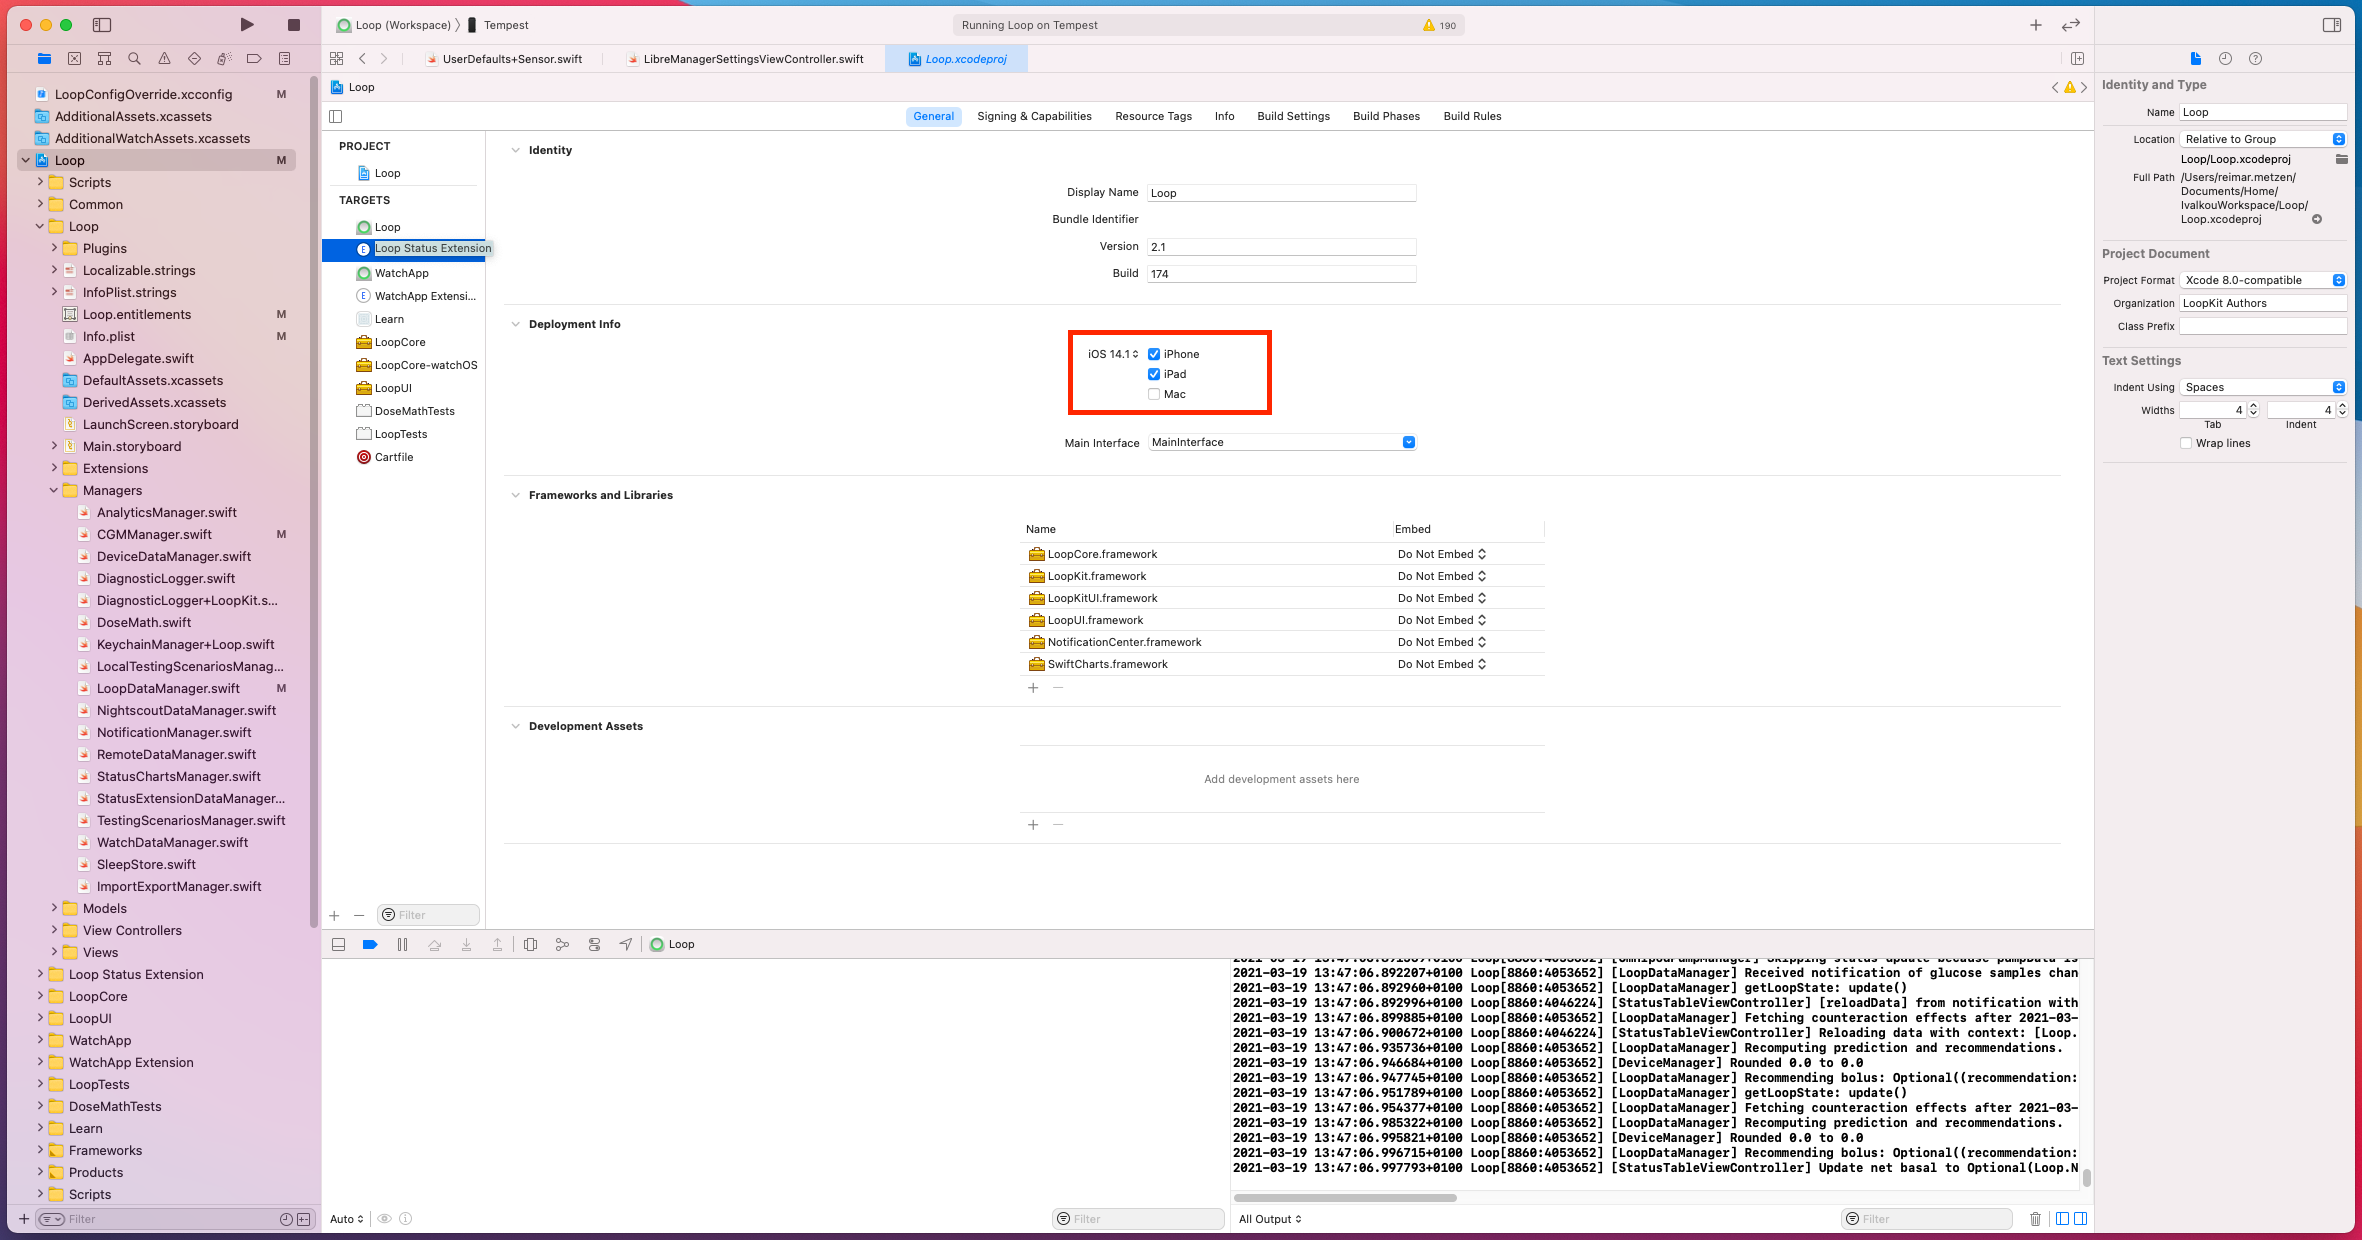 Loop (Workspace) 〉 Tempest
Running Loop on Tempest
190
UserDefaults+Sensor.swift
LibreManagerSettingsViewController.swift
Loop.xcodeproj
Loop
LoopConfigOverride.xcconfig M
AdditionalAssets.xcassets
AdditionalWatchAssets.xcassets
Loop M
Scripts
Common
Loop
Plugins
Localizable.strings
InfoPlist.strings
Loop.entitlements M
Info.plist M
AppDelegate.swift
DefaultAssets.xcassets
DerivedAssets.xcassets
LaunchScreen.storyboard
Main.storyboard
Extensions
Managers
AnalyticsManager.swift
CGMManager.swift M
DeviceDataManager.swift
DiagnosticLogger.swift
DiagnosticLogger+LoopKit.s...
DoseMath.swift
KeychainManager+Loop.swift
LocalTestingScenariosManag...
LoopDataManager.swift M
NightscoutDataManager.swift
NotificationManager.swift
RemoteDataManager.swift
StatusChartsManager.swift
StatusExtensionDataManager...
TestingScenariosManager.swift
WatchDataManager.swift
SleepStore.swift
ImportExportManager.swift
Models
View Controllers
Views
Loop Status Extension
LoopCore
LoopUI
WatchApp
WatchApp Extension
LoopTests
DoseMathTests
Learn
Frameworks
Products
Scripts
Filter
General Signing & Capabilities Resource Tags Info Build Settings Build Phases Build Rules
PROJECT
Loop
TARGETS
Loop
Loop Status Extension
WatchApp
WatchApp Extensi...
Learn
LoopCore
LoopCore-watchOS
LoopUI
DoseMathTests
LoopTests
Cartfile
Filter
Identity
Display Name Loop
Bundle Identifier
Version 2.1
Build 174
Deployment Info
iOS 14.1 iPhone
iPad
Mac
Main Interface MainInterface
Frameworks and Libraries
Name Embed
LoopCore.framework Do Not Embed
LoopKit.framework Do Not Embed
LoopKitUI.framework Do Not Embed
LoopUI.framework Do Not Embed
NotificationCenter.framework Do Not Embed
SwiftCharts.framework Do Not Embed
Development Assets
Add development assets here
Loop
2021-03-19 13:47:06.892207+0100 Loop[8860:4053652] [LoopDataManager] Received notification of glucose samples chan
2021-03-19 13:47:06.892960+0100 Loop[8860:4053652] [LoopDataManager] getLoopState: update()
2021-03-19 13:47:06.892996+0100 Loop[8860:4046224] [StatusTableViewController] [reloadData] from notification with
2021-03-19 13:47:06.899885+0100 Loop[8860:4053652] [LoopDataManager] Fetching counteraction effects after 2021-03-
2021-03-19 13:47:06.900672+0100 Loop[8860:4046224] [StatusTableViewController] Reloading data with context: [Loop.
2021-03-19 13:47:06.935736+0100 Loop[8860:4053652] [LoopDataManager] Recomputing prediction and recommendations.
2021-03-19 13:47:06.946684+0100 Loop[8860:4053652] [DeviceManager] Rounded 0.0 to 0.0
2021-03-19 13:47:06.947745+0100 Loop[8860:4053652] [LoopDataManager] Recommending bolus: Optional((recommendation:
2021-03-19 13:47:06.951789+0100 Loop[8860:4053652] [LoopDataManager] getLoopState: update()
2021-03-19 13:47:06.954377+0100 Loop[8860:4053652] [LoopDataManager] Fetching counteraction effects after 2021-03-
2021-03-19 13:47:06.985322+0100 Loop[8860:4053652] [LoopDataManager] Recomputing prediction and recommendations.
2021-03-19 13:47:06.995821+0100 Loop[8860:4053652] [DeviceManager] Rounded 0.0 to 0.0
2021-03-19 13:47:06.996715+0100 Loop[8860:4053652] [LoopDataManager] Recommending bolus: Optional((recommendation:
2021-03-19 13:47:06.997793+0100 Loop[8860:4053652] [StatusTableViewController] Update net basal to Optional(Loop.N
Auto
Filter
All Output
Filter
Identity and Type
Name Loop
Location Relative to Group
Loop/Loop.xcodeproj
Full Path /Users/reimar.metzen/
Documents/Home/
IvalkouWorkspace/Loop/
Loop.xcodeproj
Project Document
Project Format Xcode 8.0-compatible
Organization LoopKit Authors
Class Prefix
Text Settings
Indent Using Spaces
Widths 4 4
Tab Indent
Wrap lines